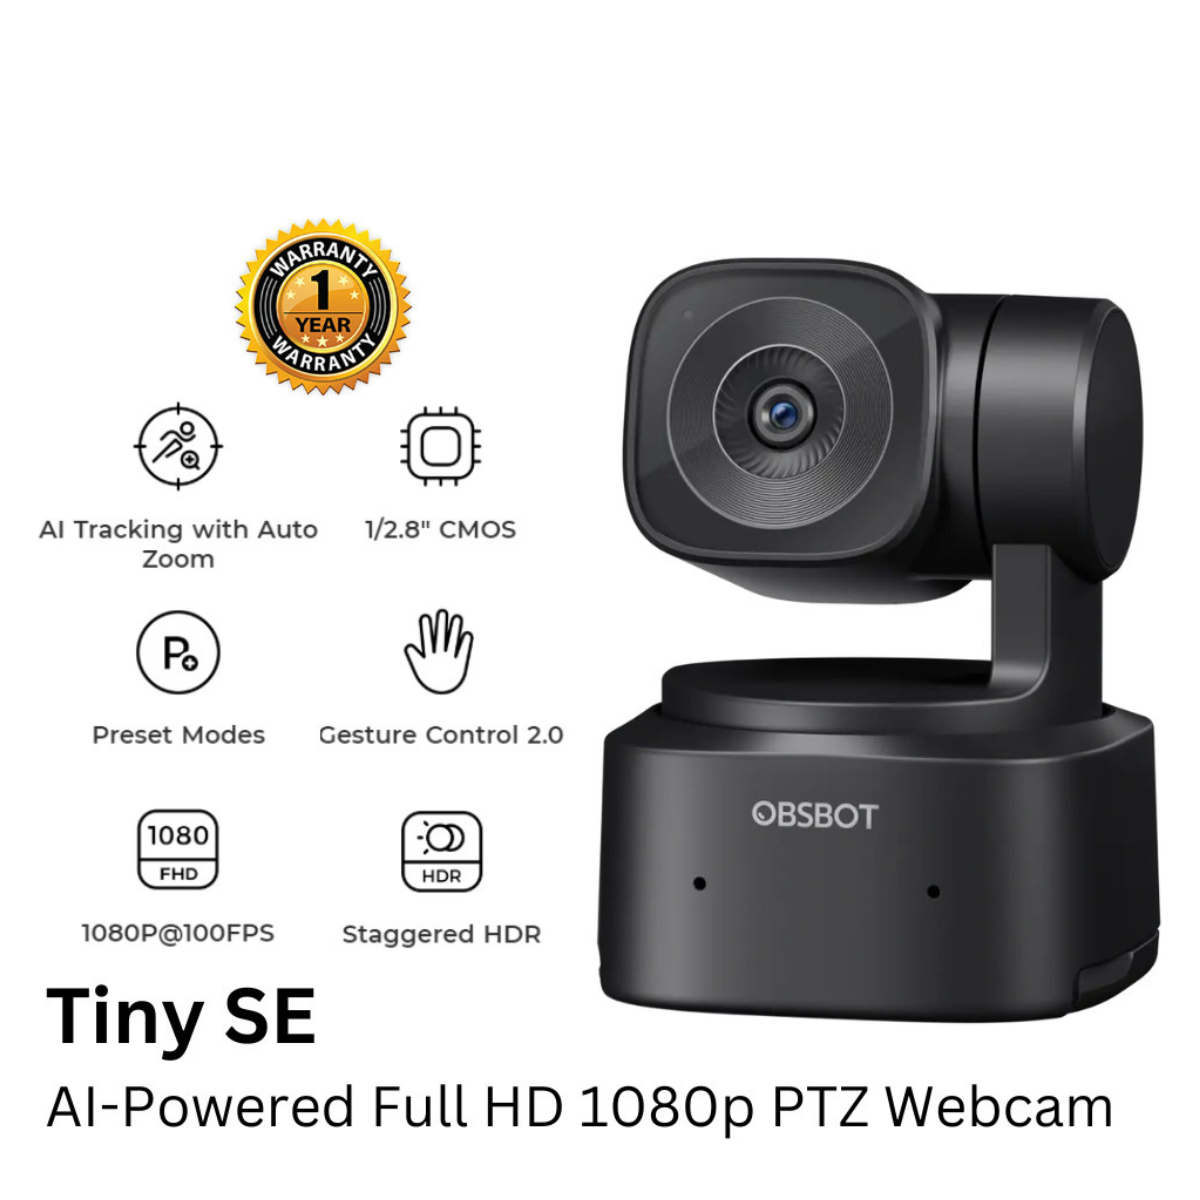 WARRANTY
1
YEAR
WARRANTY
AI Tracking with Auto
Zoom
1/2.8" CMOS
P
Preset Modes
Gesture Control 2.0
1080
FHD
1080P@100FPS
HDR
Staggered HDR
OBSBOT
Tiny SE
AI-Powered Full HD 1080p PTZ Webcam